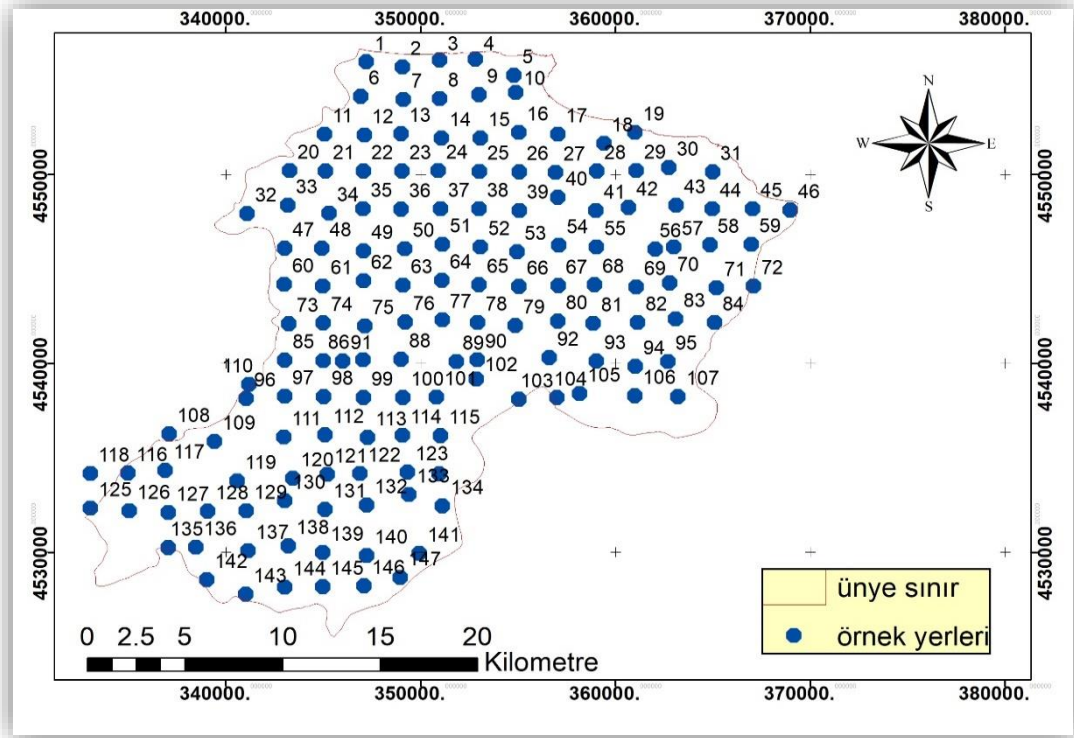 340000. 350000. 360000. 370000. 380000.
1 2 3 4
5
6 7 8 9 10
11 12 13 14 15 16 17 18 19
20 21 22 23 24 25 26 27 28 29 30 31
32 33 34 35 36 37 38 39 40 41 42 43 44 45 46
47 48 49 50 51 52 53 54 55 56 57 58 59
60 61 62 63 64 65 66 67 68 69 70 71 72
73 74 75 76 77 78 79 80 81 82 83 84
85 86 91 88 89 90 92 93 94 95
110 96 97 98 99 100 101 102 103 104 105 106 107
108 109 111 112 113 114 115
118 116 117 119 120 121 122 123
125 126 127 128 129 130 131 132 133 134
135 136 137 138 139 140 141
142 143 144 145 146 147
N
W E
S
4550000
4540000
4530000
4550000
4540000
4530000
ünye sınır
örnek yerleri
0 2.5 5 10 15 20
Kilometre
340000. 350000. 360000. 370000. 380000.